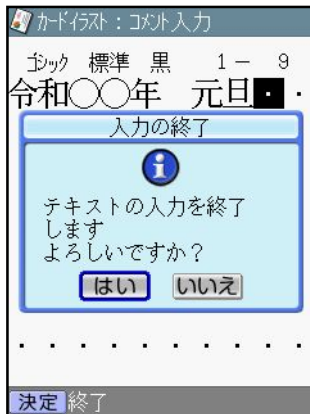 ｶｰﾄﾞｲﾗｽﾄ：ｺﾒﾝﾄ入力
ｺﾞｼｯｸ 標準 黒 1－ 9
令和○○年 元旦
入力の終了
テキストの入力を終了
します
よろしいですか？
はい いいえ
決定 終了